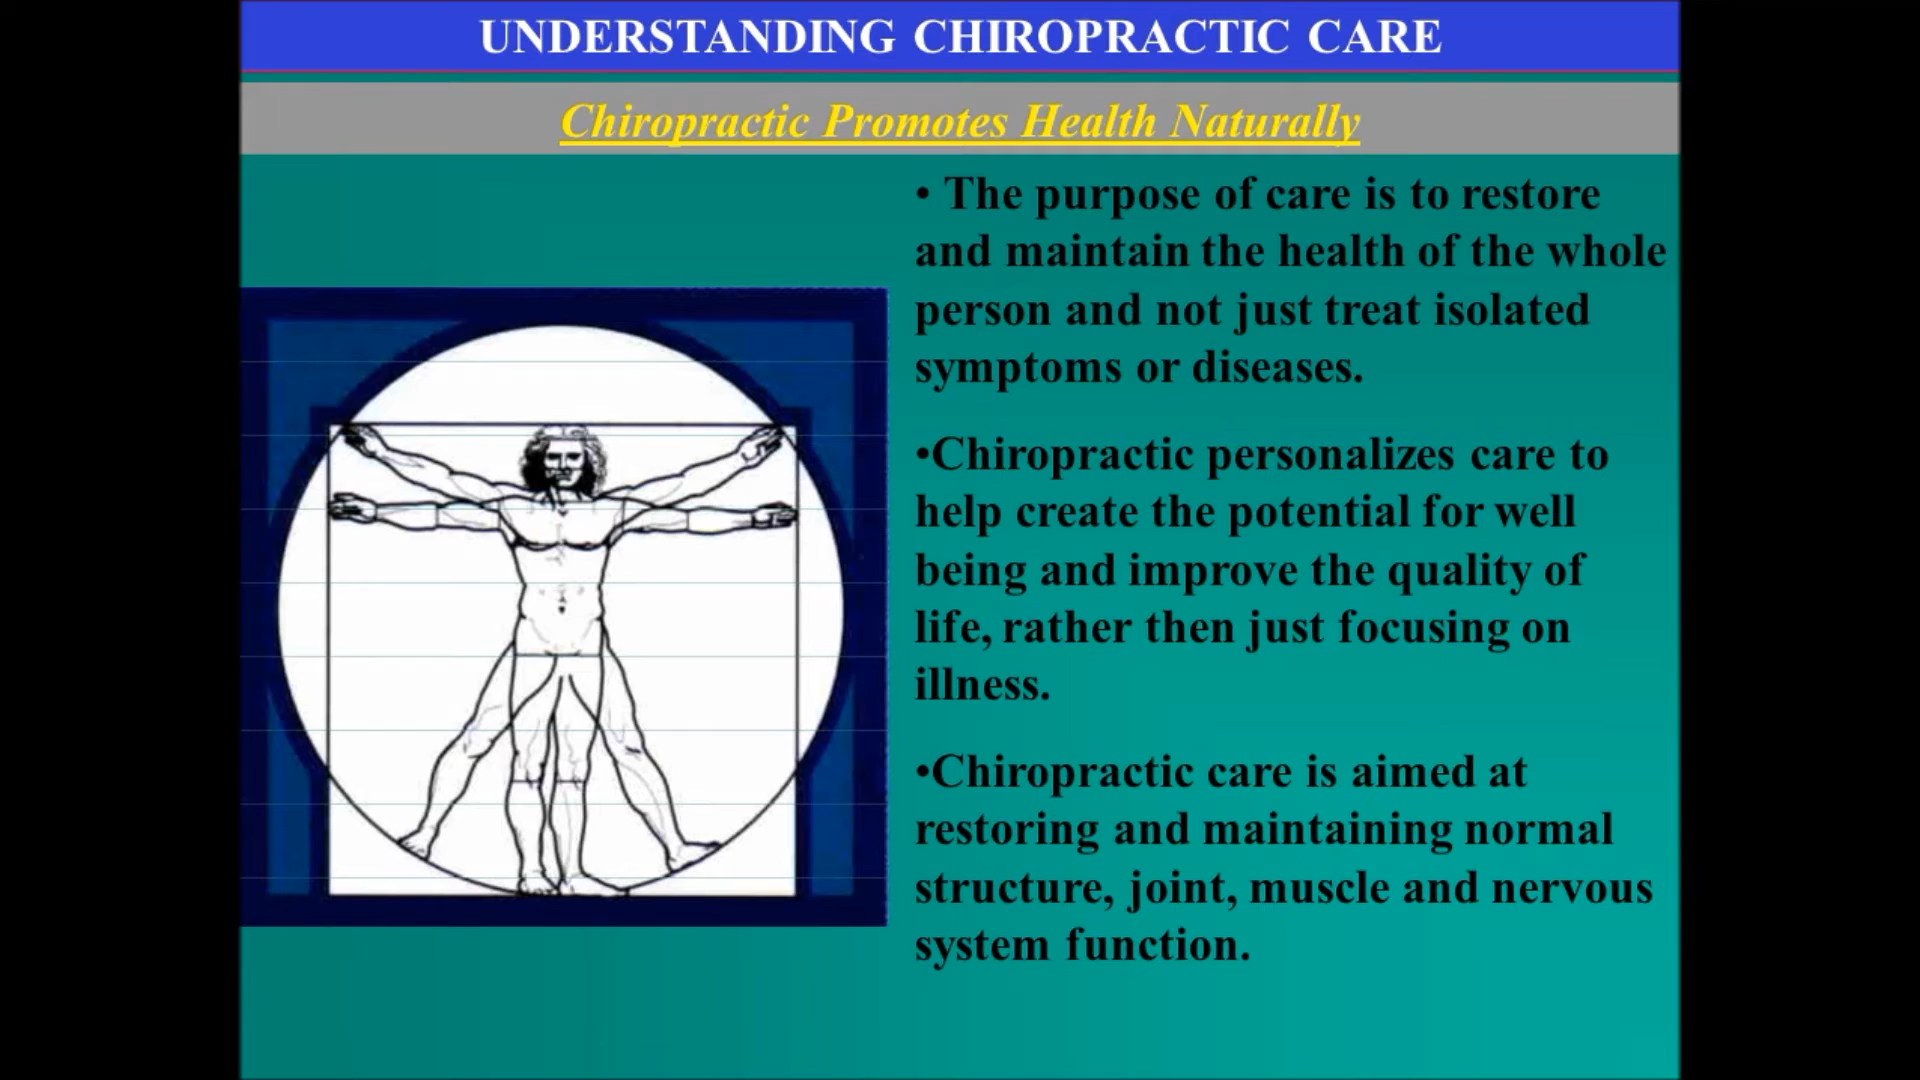 UNDERSTANDING CHIROPRACTIC CARE
Chiropractic Promotes Health Naturally
• The purpose of care is to restore
and maintain the health of the whole
person and not just treat isolated
symptoms or diseases.
•Chiropractic personalizes care to
help create the potential for well
being and improve the quality of
life, rather then just focusing on
illness.
•Chiropractic care is aimed at
restoring and maintaining normal
structure, joint, muscle and nervous
system function.